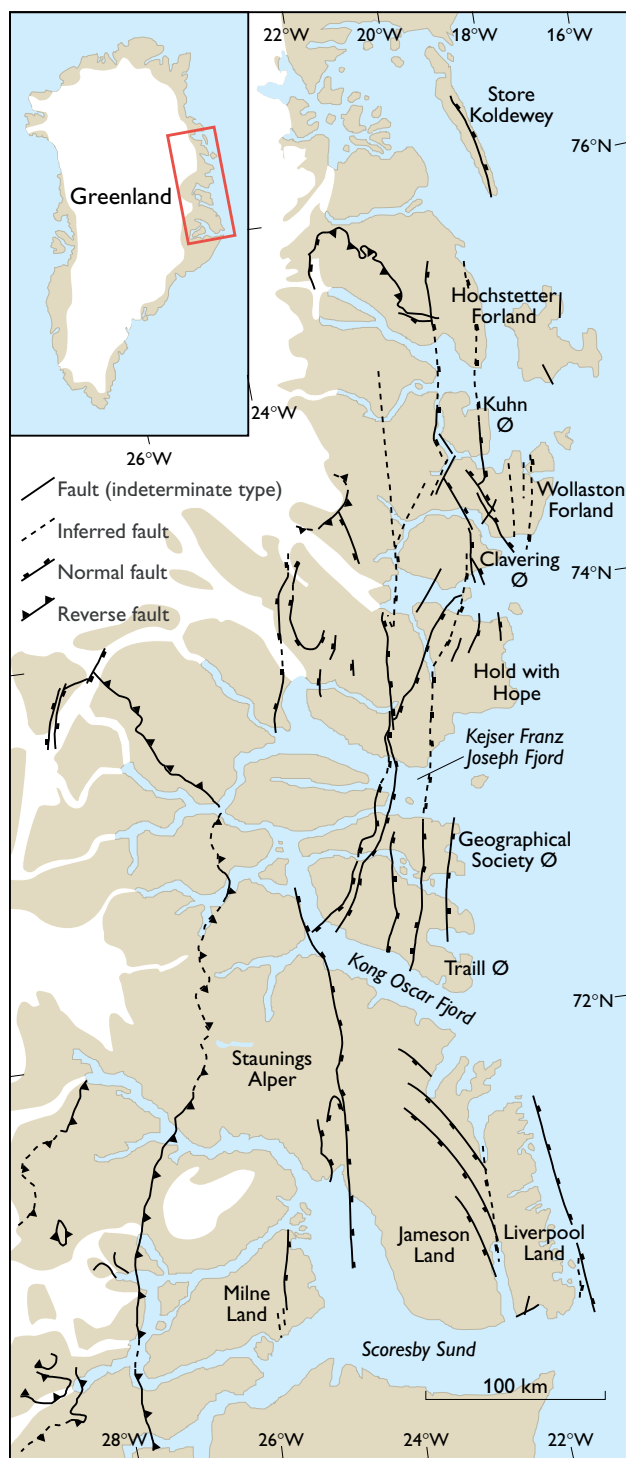 22°W
20°W
18°W
16°W
Store
Koldewey
76°N
Greenland
Hochstetter
Forland
24°W
Kuhn
Ø
26°W
Fault (indeterminate type)
Wollaston
Forland
Inferred fault
Normal fault
Clavering
Ø
74°N
Reverse fault
Hold with
Hope
Kejser Franz
Joseph Fjord
Geographical
Society Ø
Traill Ø
Kong Oscar Fjord
72°N
Staunings
Alper
Jameson
Land
Liverpool
Land
Milne
Land
Scoresby Sund
100 km
28°W
26°W
24°W
22°W